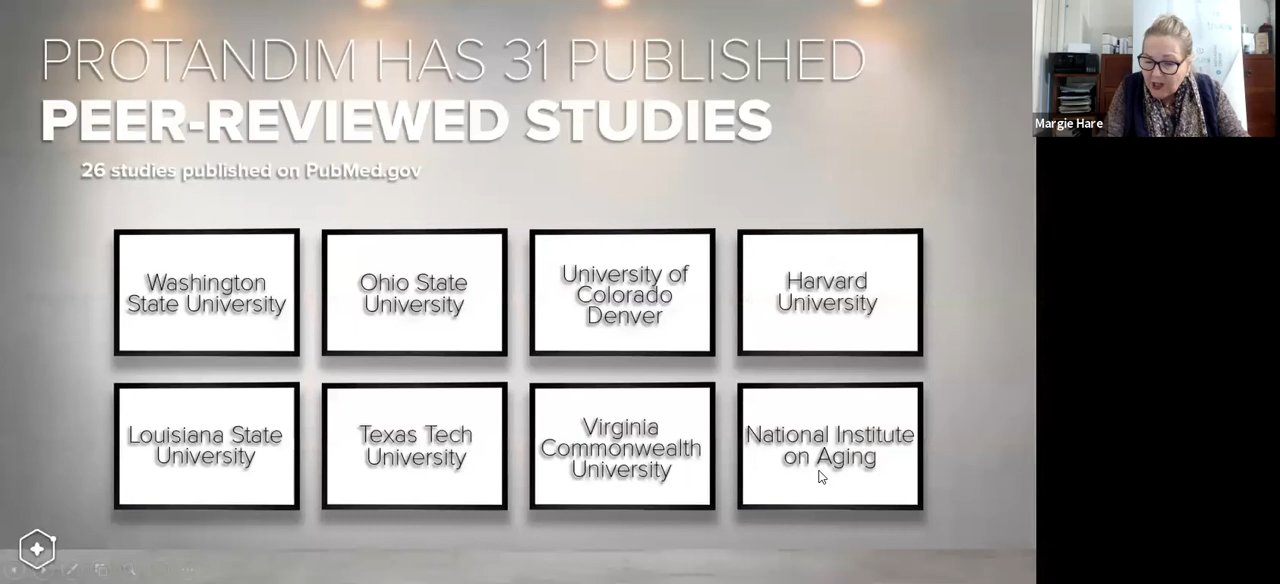 PROTANDIM HAS 31 PUBLISHED
PEER-REVIEWED STUDIES
26 studies published on PubMed.gov
Margie Hare
Washington
State University
Ohio State
University
University of
Colorado
Denver
Harvard
University
Louisiana State
University
Texas Tech
University
Virginia
Commonwealth
University
National Institute
on Aging